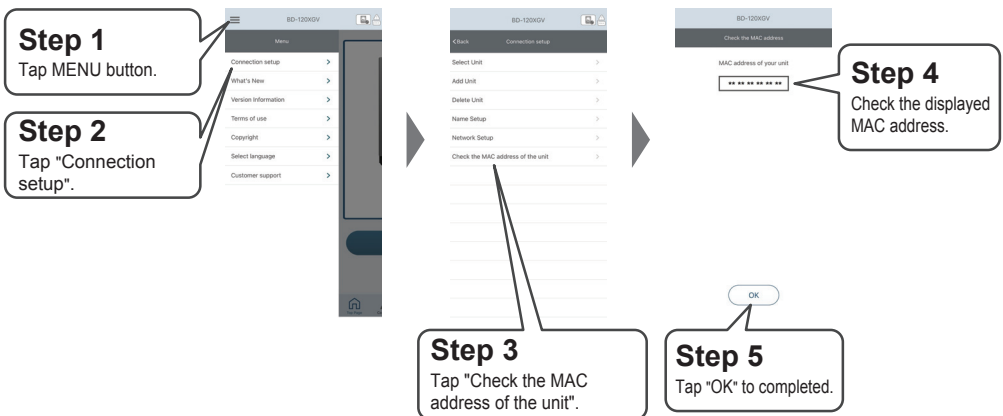 Step 1
Tap MENU button.
Step 2
Tap "Connection
setup".
BD-120XGV
Menu
Connection setup
What's New
Version Information
Terms of use
Copyright
Select language
Customer support
Top Page
BD-120XGV
<Back Connection setup
Select Unit
Add Unit
Delete Unit
Name Setup
Network Setup
Check the MAC address of the unit
Step 3
Tap "Check the MAC
address of the unit".
BD-120XGV
Check the MAC address
MAC address of your unit
** ** ** ** ** **
Step 4
Check the displayed
MAC address.
OK
Step 5
Tap "OK" to completed.